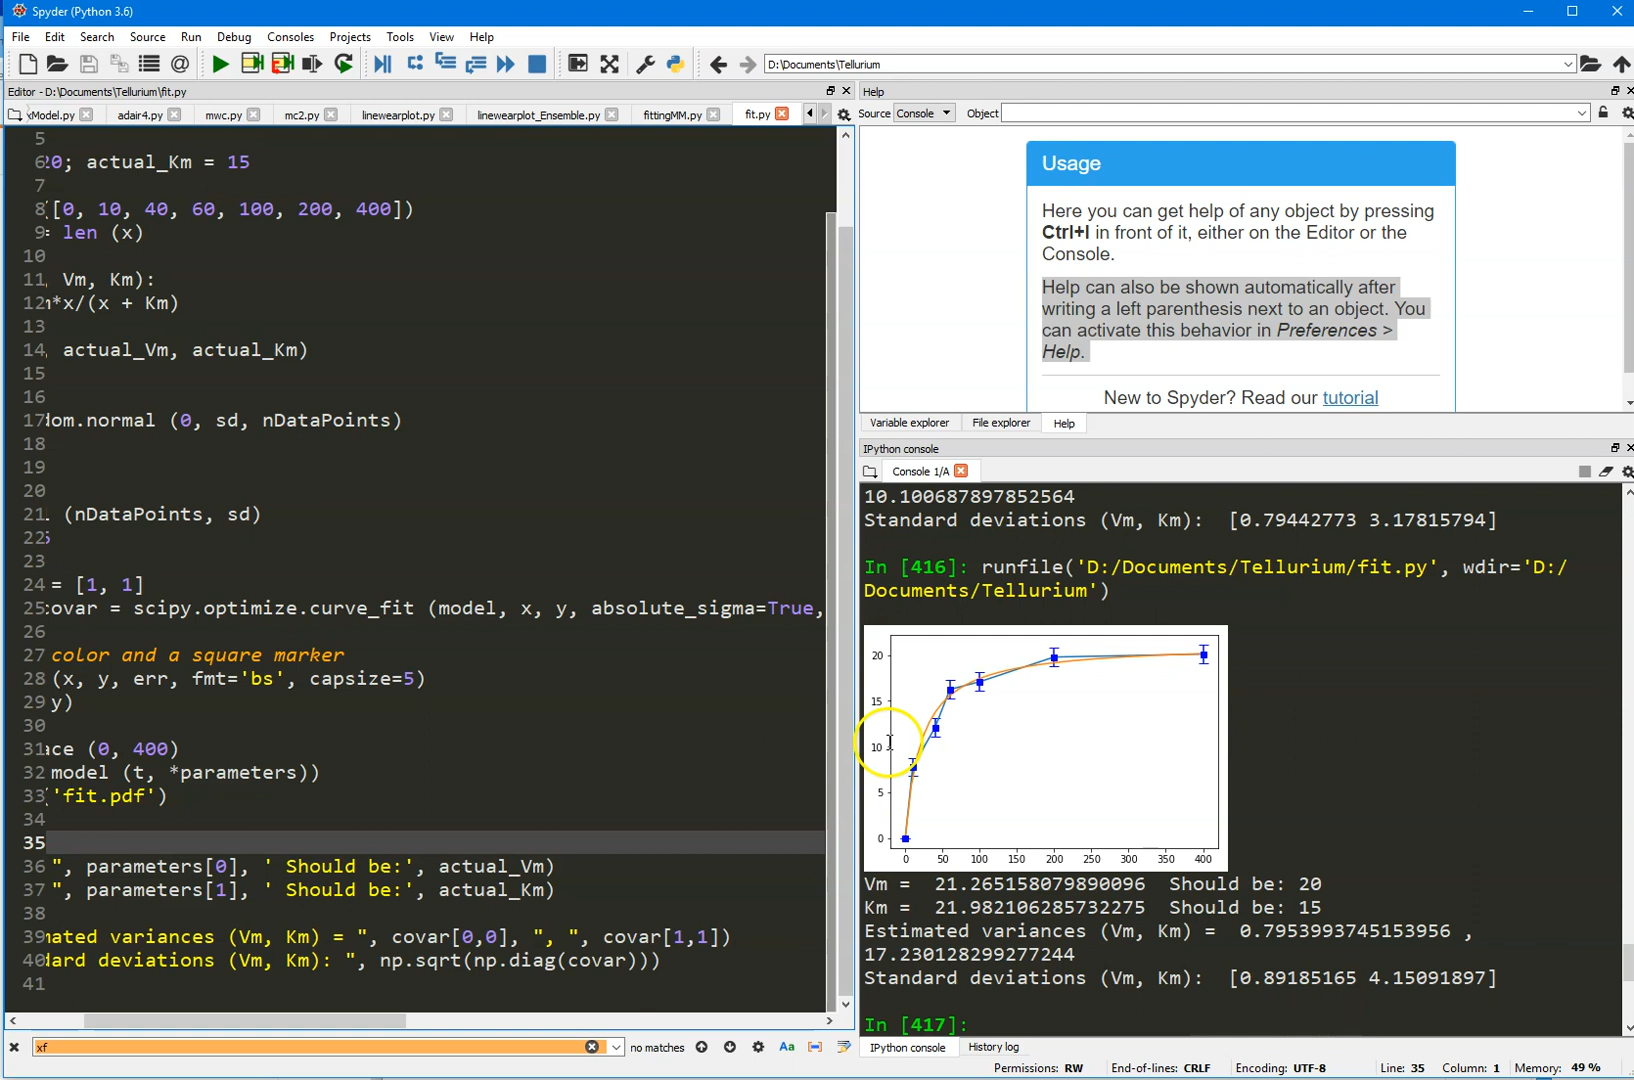 Spyder (Python 3.6)
File Edit Search Source Run Debug Consoles Projects Tools View Help
D:\Documents\Tellurium
Editor - D:\Documents\Tellurium\fit.py
xModel.py adair4.py mwc.py mc2.py linewearplot.py linewearplot_Ensemble.py fittingMM.py fit.py
5
6 20; actual_Km = 15
7
8 ([0, 10, 40, 60, 100, 200, 400])
9 = len (x)
10
11 Vm, Km):
12 m*x/(x + Km)
13
14, actual_Vm, actual_Km)
15
16
17 dom.normal (0, sd, nDataPoints)
18
19
20
21 (nDataPoints, sd)
22
23
24 = [1, 1]
25 covar = scipy.optimize.curve_fit (model, x, y, absolute_sigma=True,
26
27 color and a square marker
28 (x, y, err, fmt='bs', capsize=5)
29 y)
30
31 ace (0, 400)
32 model (t, *parameters))
33 ('fit.pdf')
34
35
36 ", parameters[0], ' Should be:', actual_Vm)
37 ", parameters[1], ' Should be:', actual_Km)
38
39 mated variances (Vm, Km) = ", covar[0,0], ", ", covar[1,1])
40 dard deviations (Vm, Km): ", np.sqrt(np.diag(covar)))
41
xf no matches Aa
Help
Source Console Object
Usage
Here you can get help of any object by pressing
Ctrl+I in front of it, either on the Editor or the
Console.
Help can also be shown automatically after
writing a left parenthesis next to an object. You
can activate this behavior in Preferences >
Help.
New to Spyder? Read our tutorial
Variable explorer File explorer Help
IPython console
Console 1/A
10.100687897852564
Standard deviations (Vm, Km): [0.79442773 3.17815794]
In [416]: runfile('D:/Documents/Tellurium/fit.py', wdir='D:/
Documents/Tellurium')
20
15
10
5
0
0 50 100 150 200 250 300 350 400
Vm = 21.265158079890096 Should be: 20
Km = 21.982106285732275 Should be: 15
Estimated variances (Vm, Km) = 0.7953993745153956 ,
17.230128299277244
Standard deviations (Vm, Km): [0.89185165 4.15091897]
In [417]:
IPython console History log
Permissions: RW End-of-lines: CRLF Encoding: UTF-8 Line: 35 Column: 1 Memory: 49 %